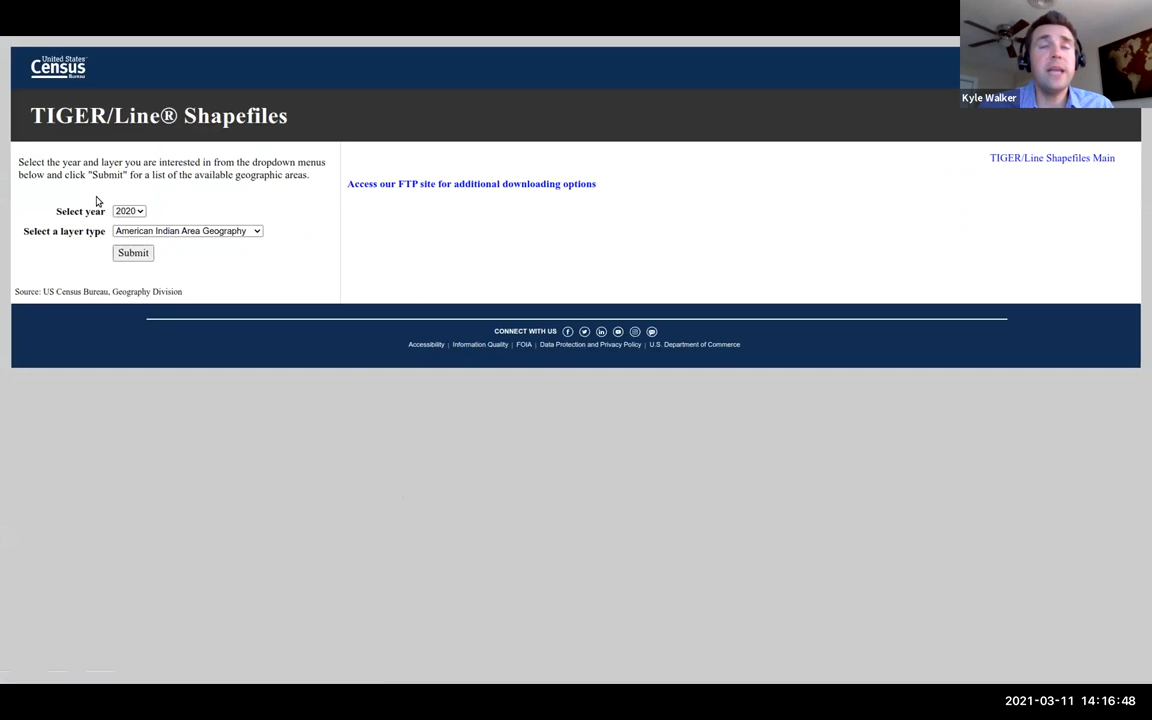 United States
Census
Bureau
Kyle Walker
TIGER/Line® Shapefiles
Select the year and layer you are interested in from the dropdown menus
below and click "Submit" for a list of the available geographic areas.
Select year 2020
Select a layer type American Indian Area Geography
Submit
Source: US Census Bureau, Geography Division
TIGER/Line Shapefiles Main
Access our FTP site for additional downloading options
CONNECT WITH US
Accessibility | Information Quality | FOIA | Data Protection and Privacy Policy | U.S. Department of Commerce
2021-03-11 14:16:48